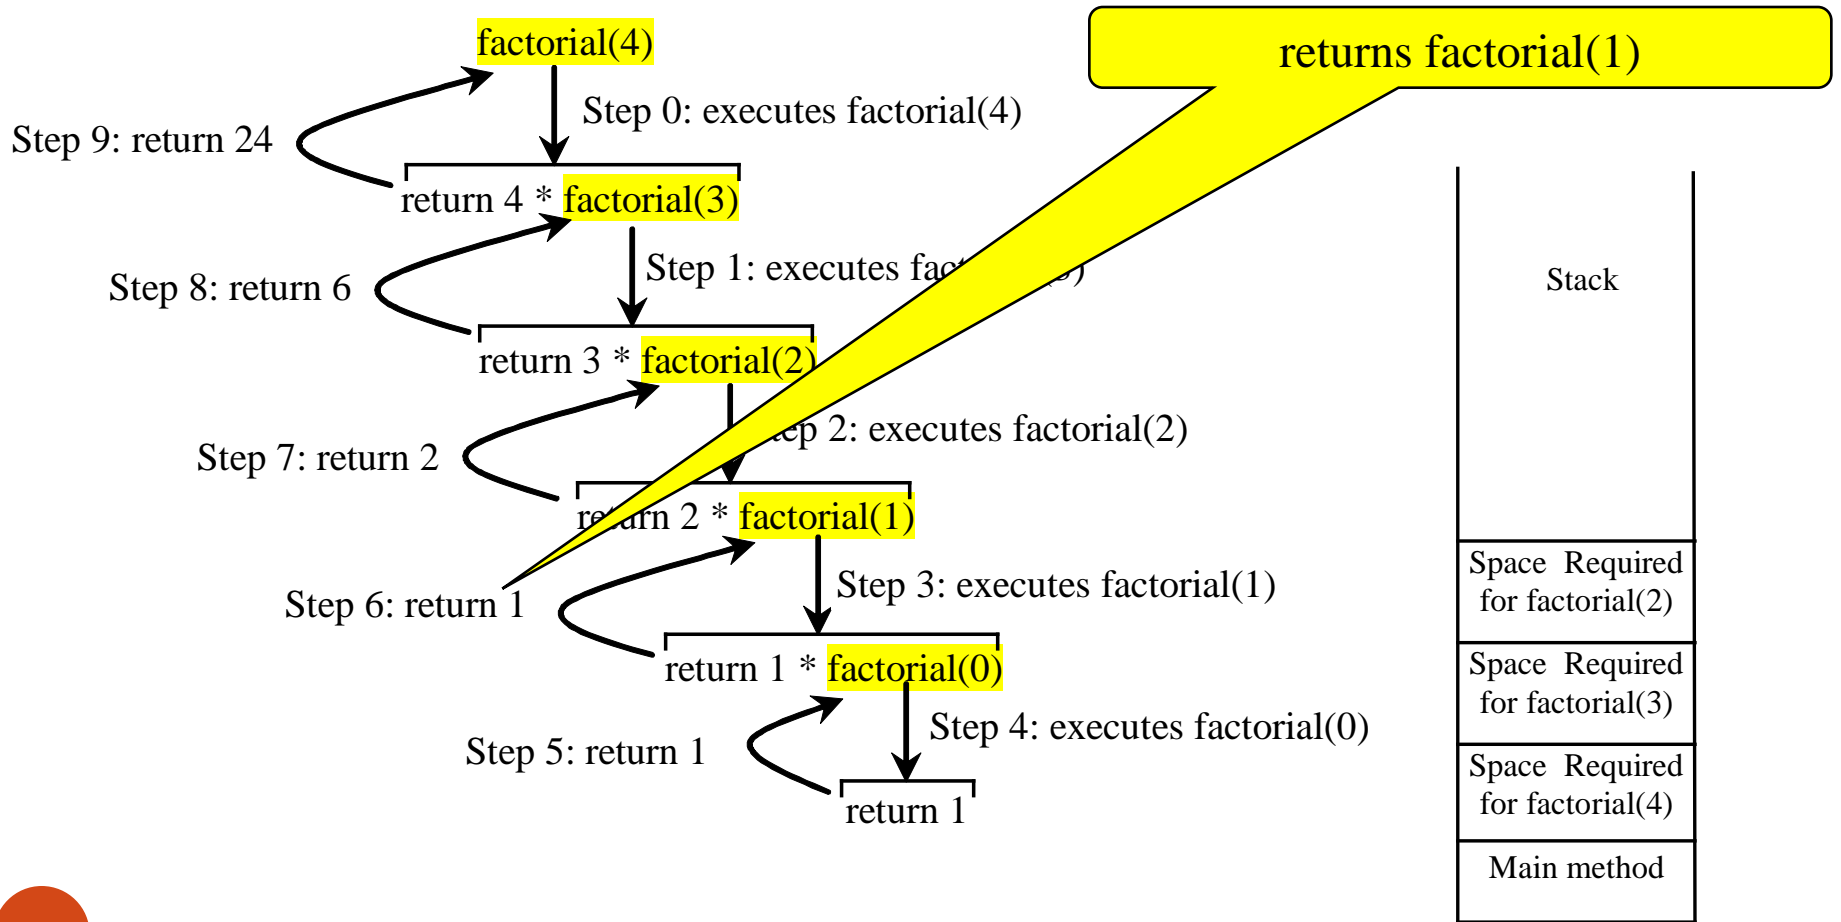 factorial(4)
returns factorial(1)
Step 0: executes factorial(4)
Step 9: return 24
return 4 * factorial(3)
Step 1: executes
Step 8: return 6
Stack
return 3 * factorial(2)
2: executes factorial(2)
Step 7: return 2
return 2 * factorial(1)
Step 3: executes factorial(1)
Step 6: return 1
Space Required
for factorial(2)
return 1 * factorial(0)
Space Required
for factorial(3)
Step 4: executes factorial(0)
Step 5: return 1
return 1
Space Required
for factorial(4)
Main method